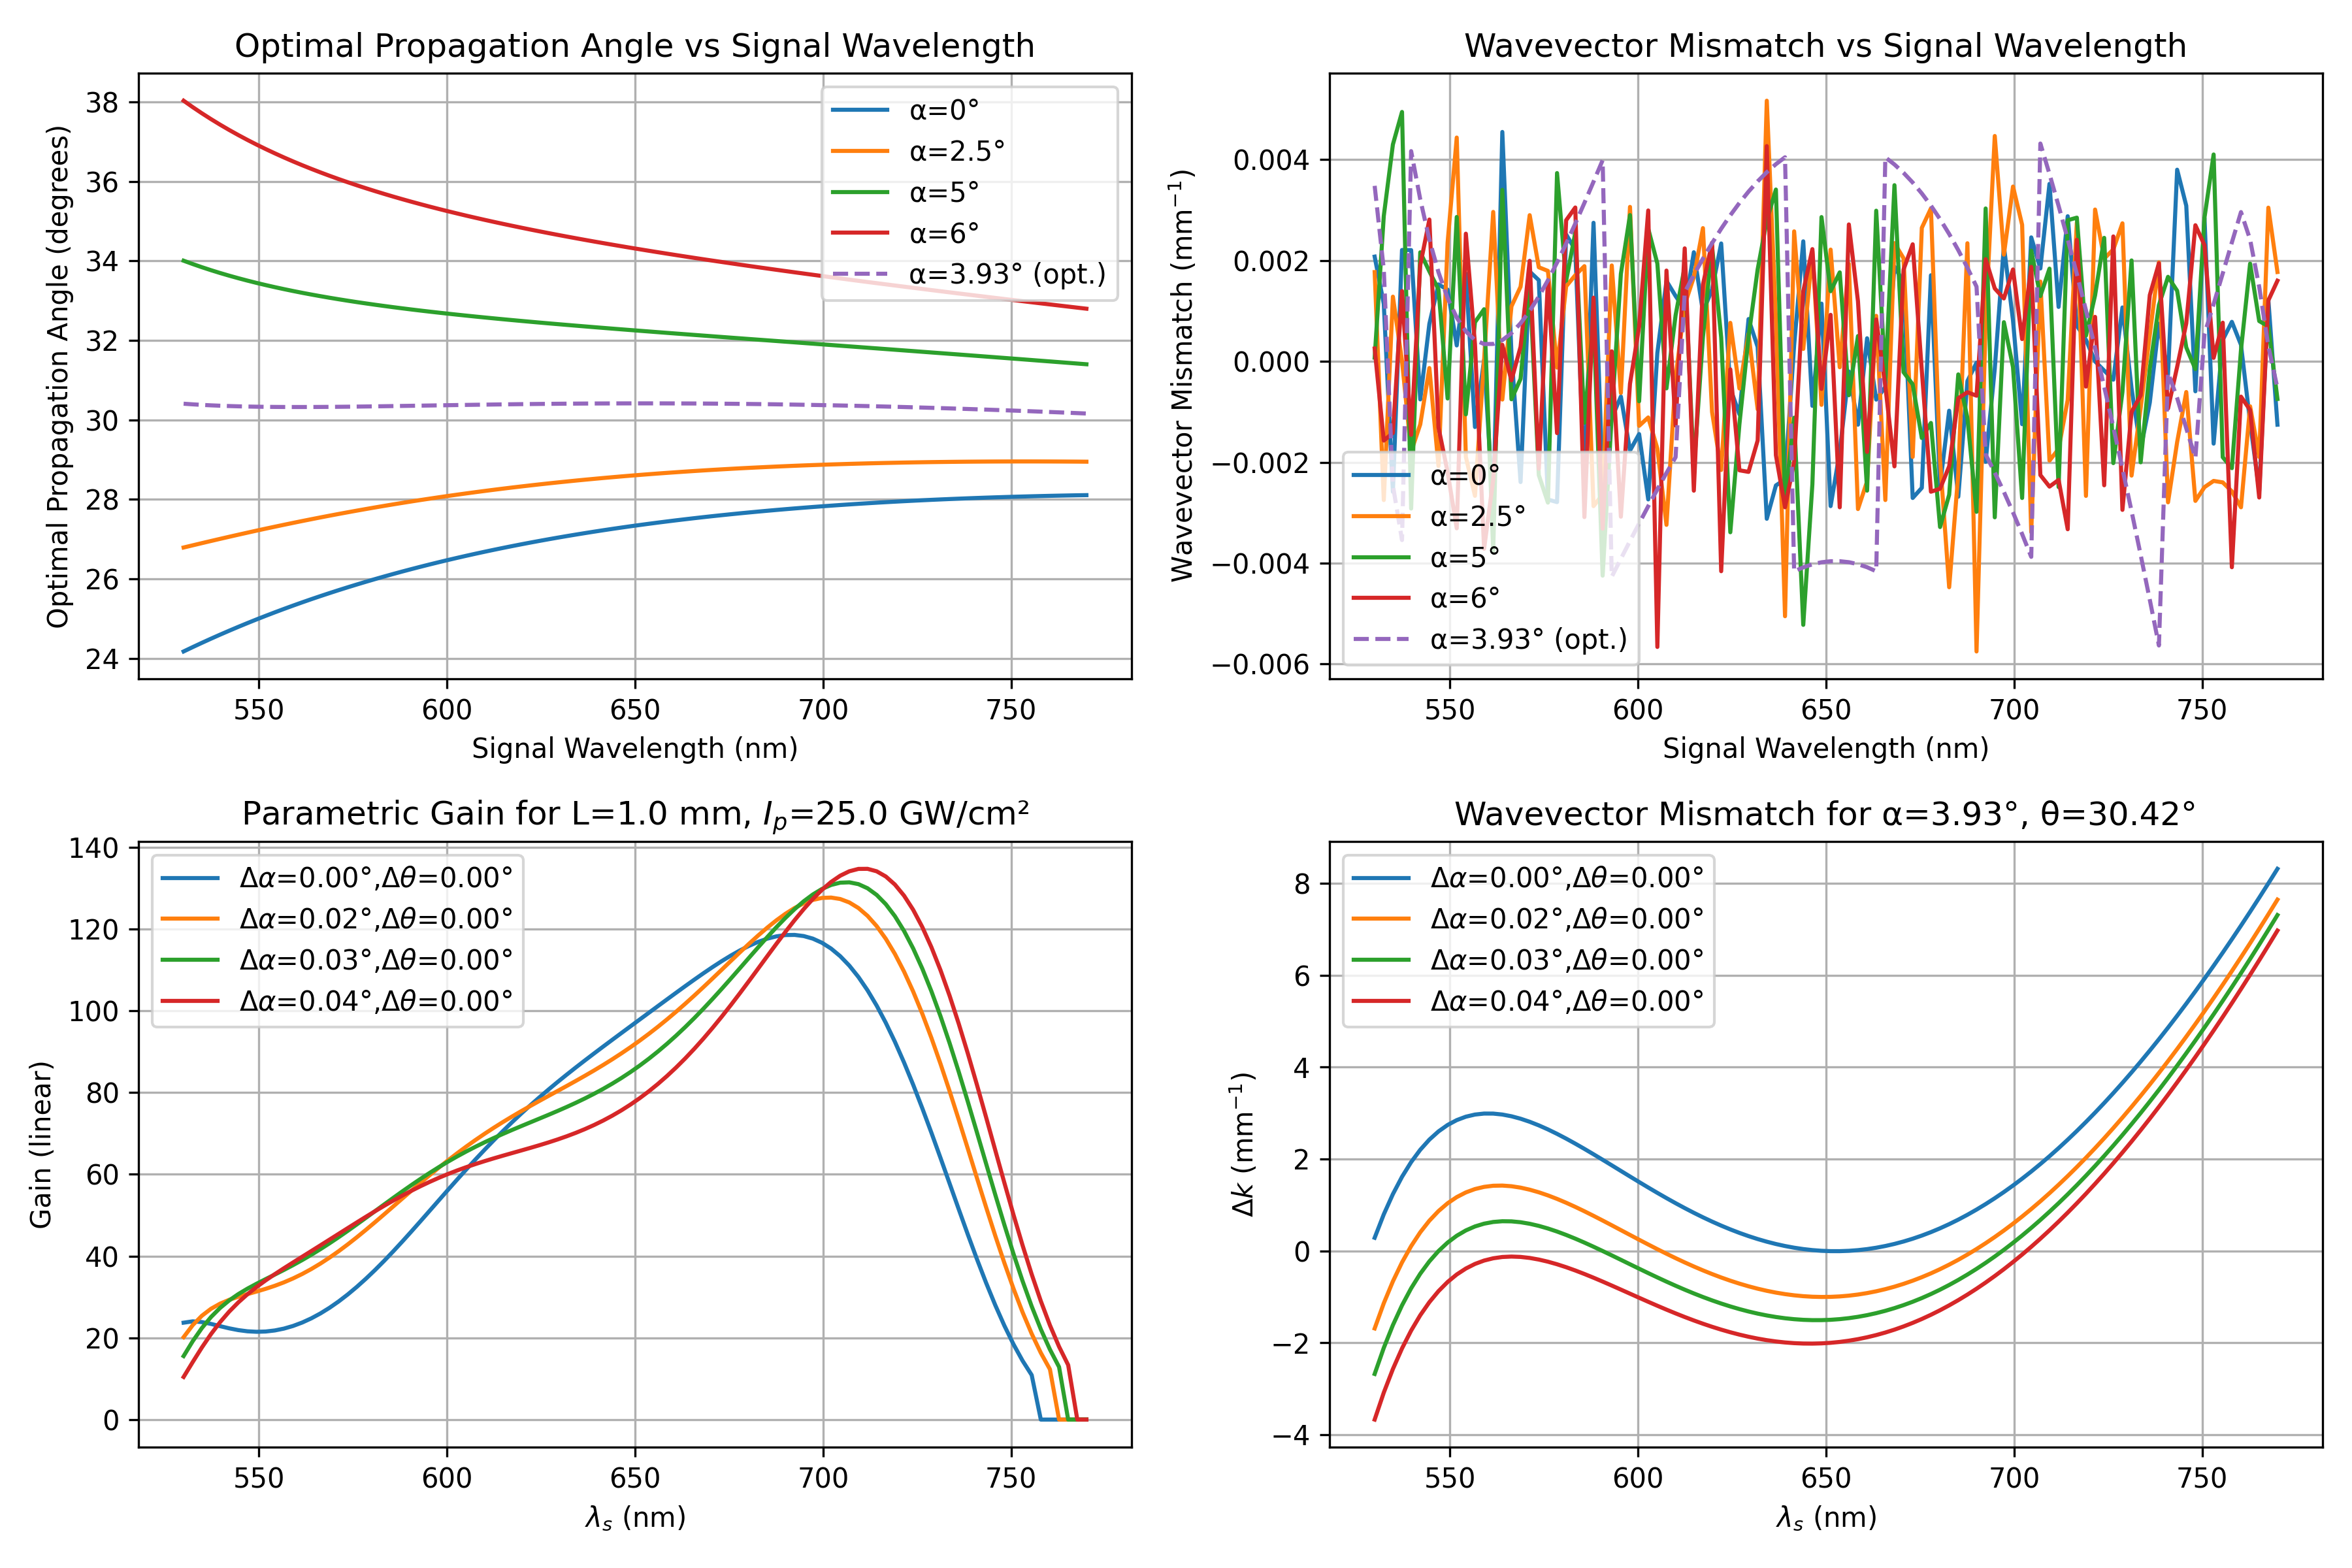 Optimal Propagation Angle vs Signal Wavelength
Optimal Propagation Angle (degrees)
38
36
34
32
30
28
26
24
α=0°
α=2.5°
α=5°
α=6°
α=3.93° (opt.)
550 600 650 700 750
Signal Wavelength (nm)
Wavevector Mismatch vs Signal Wavelength
Wavevector Mismatch (mm⁻¹)
0.004
0.002
0.000
−0.002
−0.004
−0.006
α=0°
α=2.5°
α=5°
α=6°
α=3.93° (opt.)
550 600 650 700 750
Signal Wavelength (nm)
Parametric Gain for L=1.0 mm, Iₚ=25.0 GW/cm²
Gain (linear)
140
120
100
80
60
40
20
0
Δα=0.00°,Δθ=0.00°
Δα=0.02°,Δθ=0.00°
Δα=0.03°,Δθ=0.00°
Δα=0.04°,Δθ=0.00°
550 600 650 700 750
λₛ (nm)
Wavevector Mismatch for α=3.93°, θ=30.42°
Δk (mm⁻¹)
8
6
4
2
0
−2
−4
Δα=0.00°,Δθ=0.00°
Δα=0.02°,Δθ=0.00°
Δα=0.03°,Δθ=0.00°
Δα=0.04°,Δθ=0.00°
550 600 650 700 750
λₛ (nm)